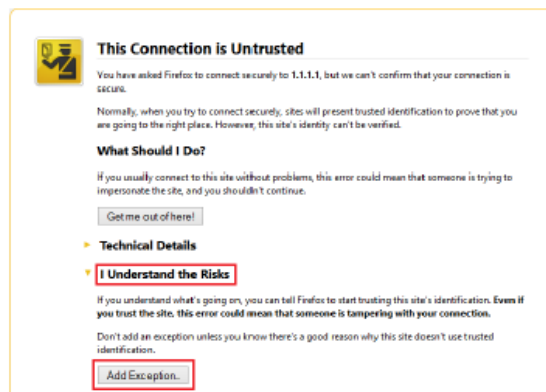 This Connection is Untrusted
You have asked Firefox to connect securely to 1.1.1.1, but we can't confirm that your connection is
secure.
Normally, when you try to connect securely, sites will present trusted identification to prove that you
are going to the right place. However, this site's identity can't be verified.
What Should I Do?
If you usually connect to this site without problems, this error could mean that someone is trying to
impersonate the site, and you shouldn't continue.
Get me out of here!
Technical Details
I Understand the Risks
If you understand what's going on, you can tell Firefox to start trusting this site's identification. Even if
you trust the site, this error could mean that someone is tampering with your connection.
Don't add an exception unless you know there's a good reason why this site doesn't use trusted
identification.
Add Exception...